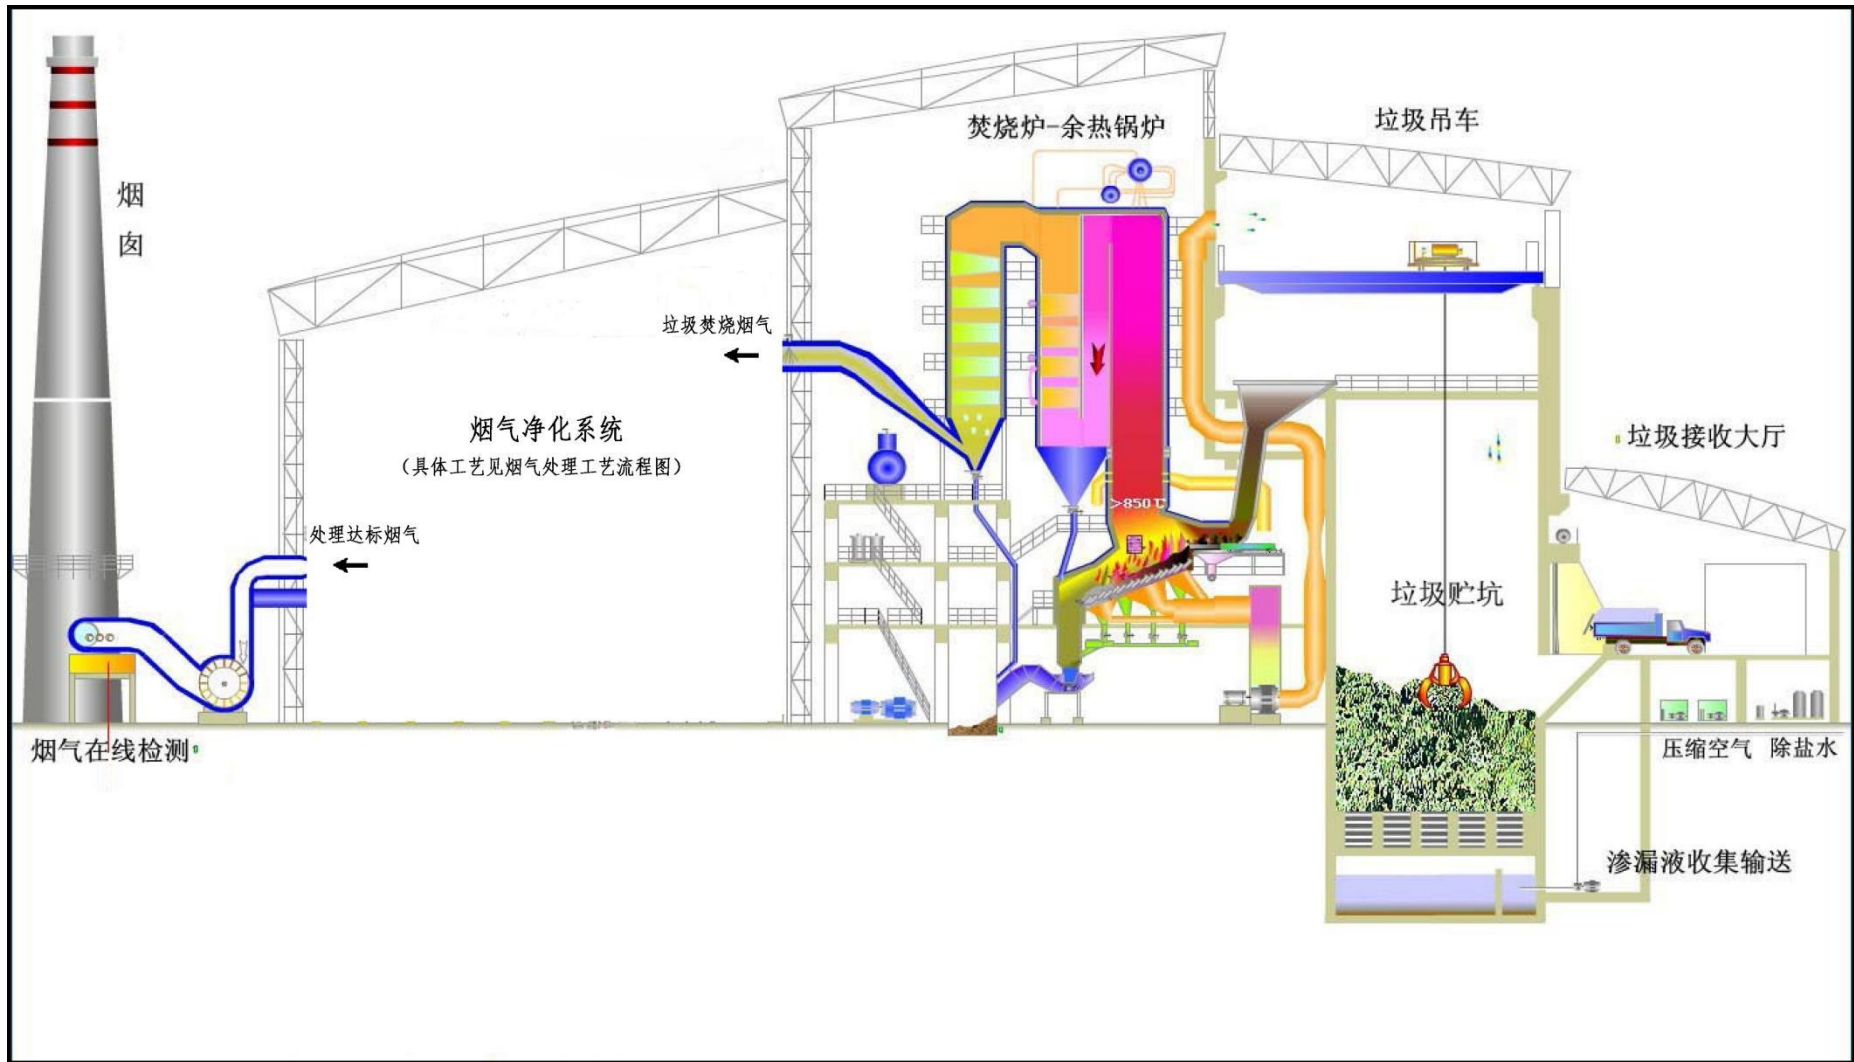 焚烧炉-余热锅炉
垃圾吊车
烟囱
垃圾焚烧烟气
烟气净化系统
（具体工艺见烟气处理工艺流程图）
垃圾接收大厅
>850℃
处理达标烟气
垃圾贮坑
烟气在线检测
压缩空气
除盐水
渗漏液收集输送